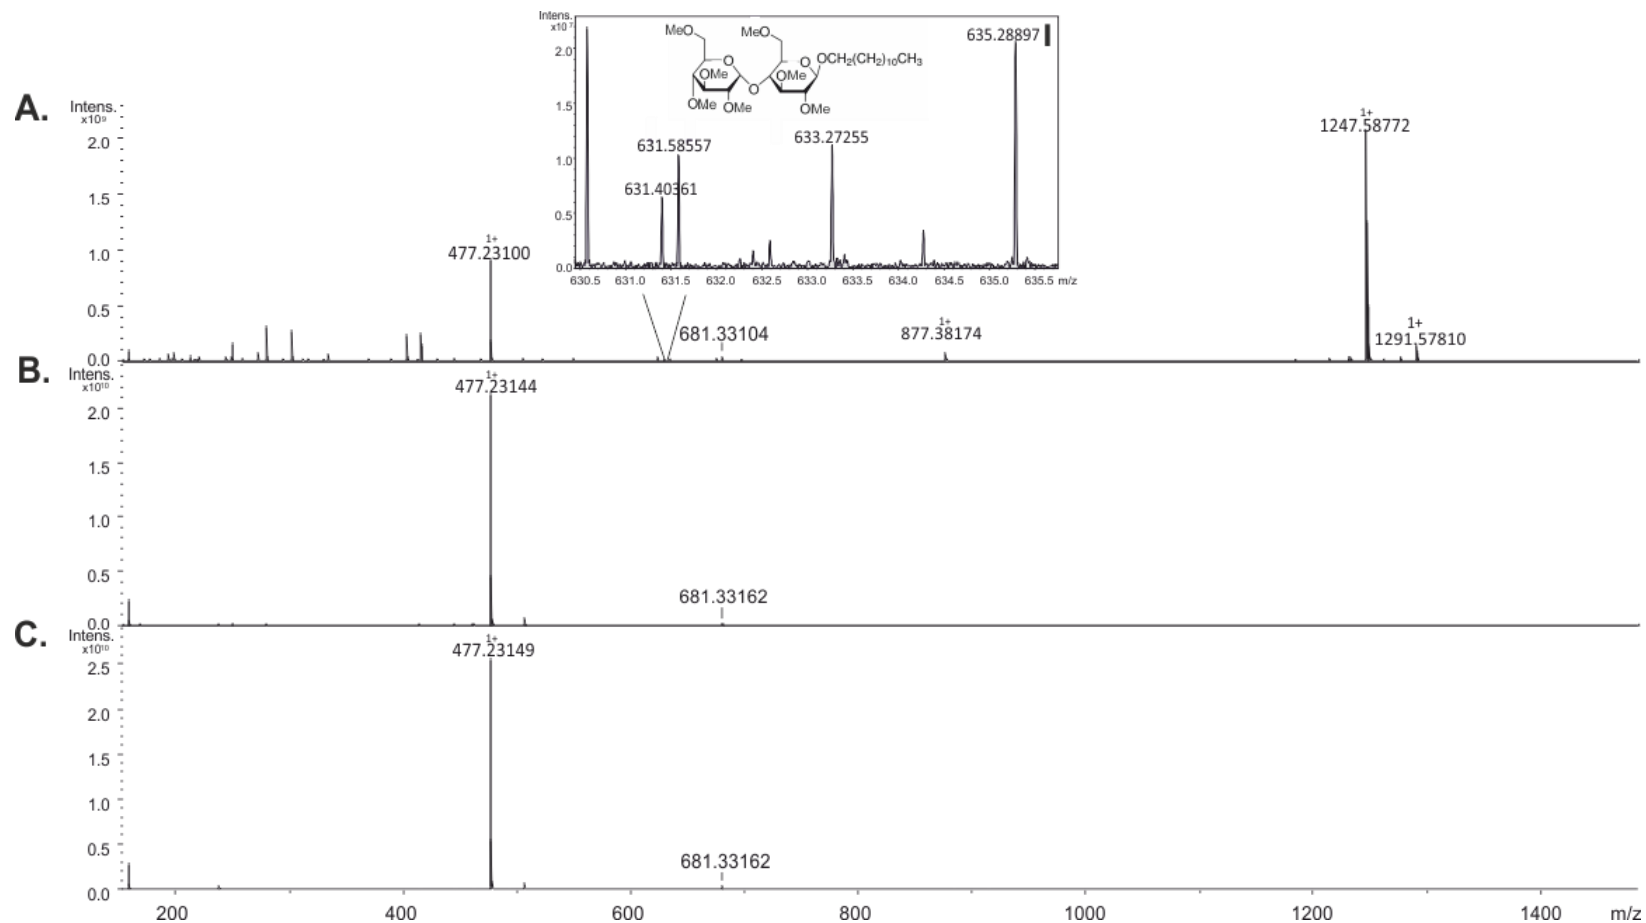 Intens.
x10⁷
MeO
MeO
635.28897
2.0
O
O
OCH₂(CH₂)₁₀CH₃
OMe
OMe
O
OMe
OMe
OMe
1.5
A.
Intens.
x10⁹
1+
1247.58772
2.0
631.58557
633.27255
1.0
631.40361
1.5
0.5
1+
477.23100
1.0
0.0
630.5 631.0 631.5 632.0 632.5 633.0 633.5 634.0 634.5 635.0 635.5 m/z
0.5
681.33104
1+
877.38174
1+
1291.57810
0.0
B.
Intens.
x10¹⁰
1+
477.23144
2.0
1.5
1.0
0.5
681.33162
0.0
C.
Intens.
x10¹⁰
1+
477.23149
2.5
2.0
1.5
1.0
0.5
681.33162
0.0
200 400 600 800 1000 1200 1400 m/z